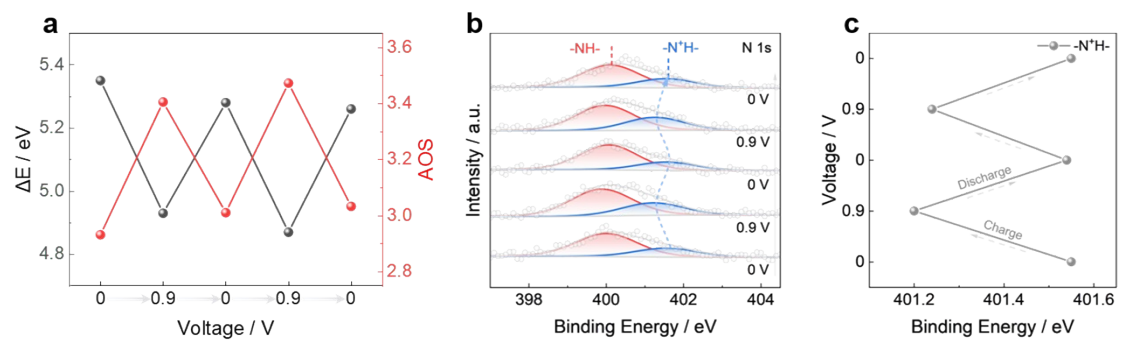 a
ΔE / eV
5.4
5.2
5.0
4.8
3.6
3.4
3.2
3.0
2.8
AOS
0 0.9 0 0.9 0
Voltage / V
b
-NH-
-N⁺H-
N 1s
0 V
0.9 V
0 V
0.9 V
0 V
Intensity / a.u.
398 400 402 404
Binding Energy / eV
c
-N⁺H-
Voltage / V
0
0.9
0
0.9
0
Discharge
Charge
401.2 401.4 401.6
Binding Energy / eV